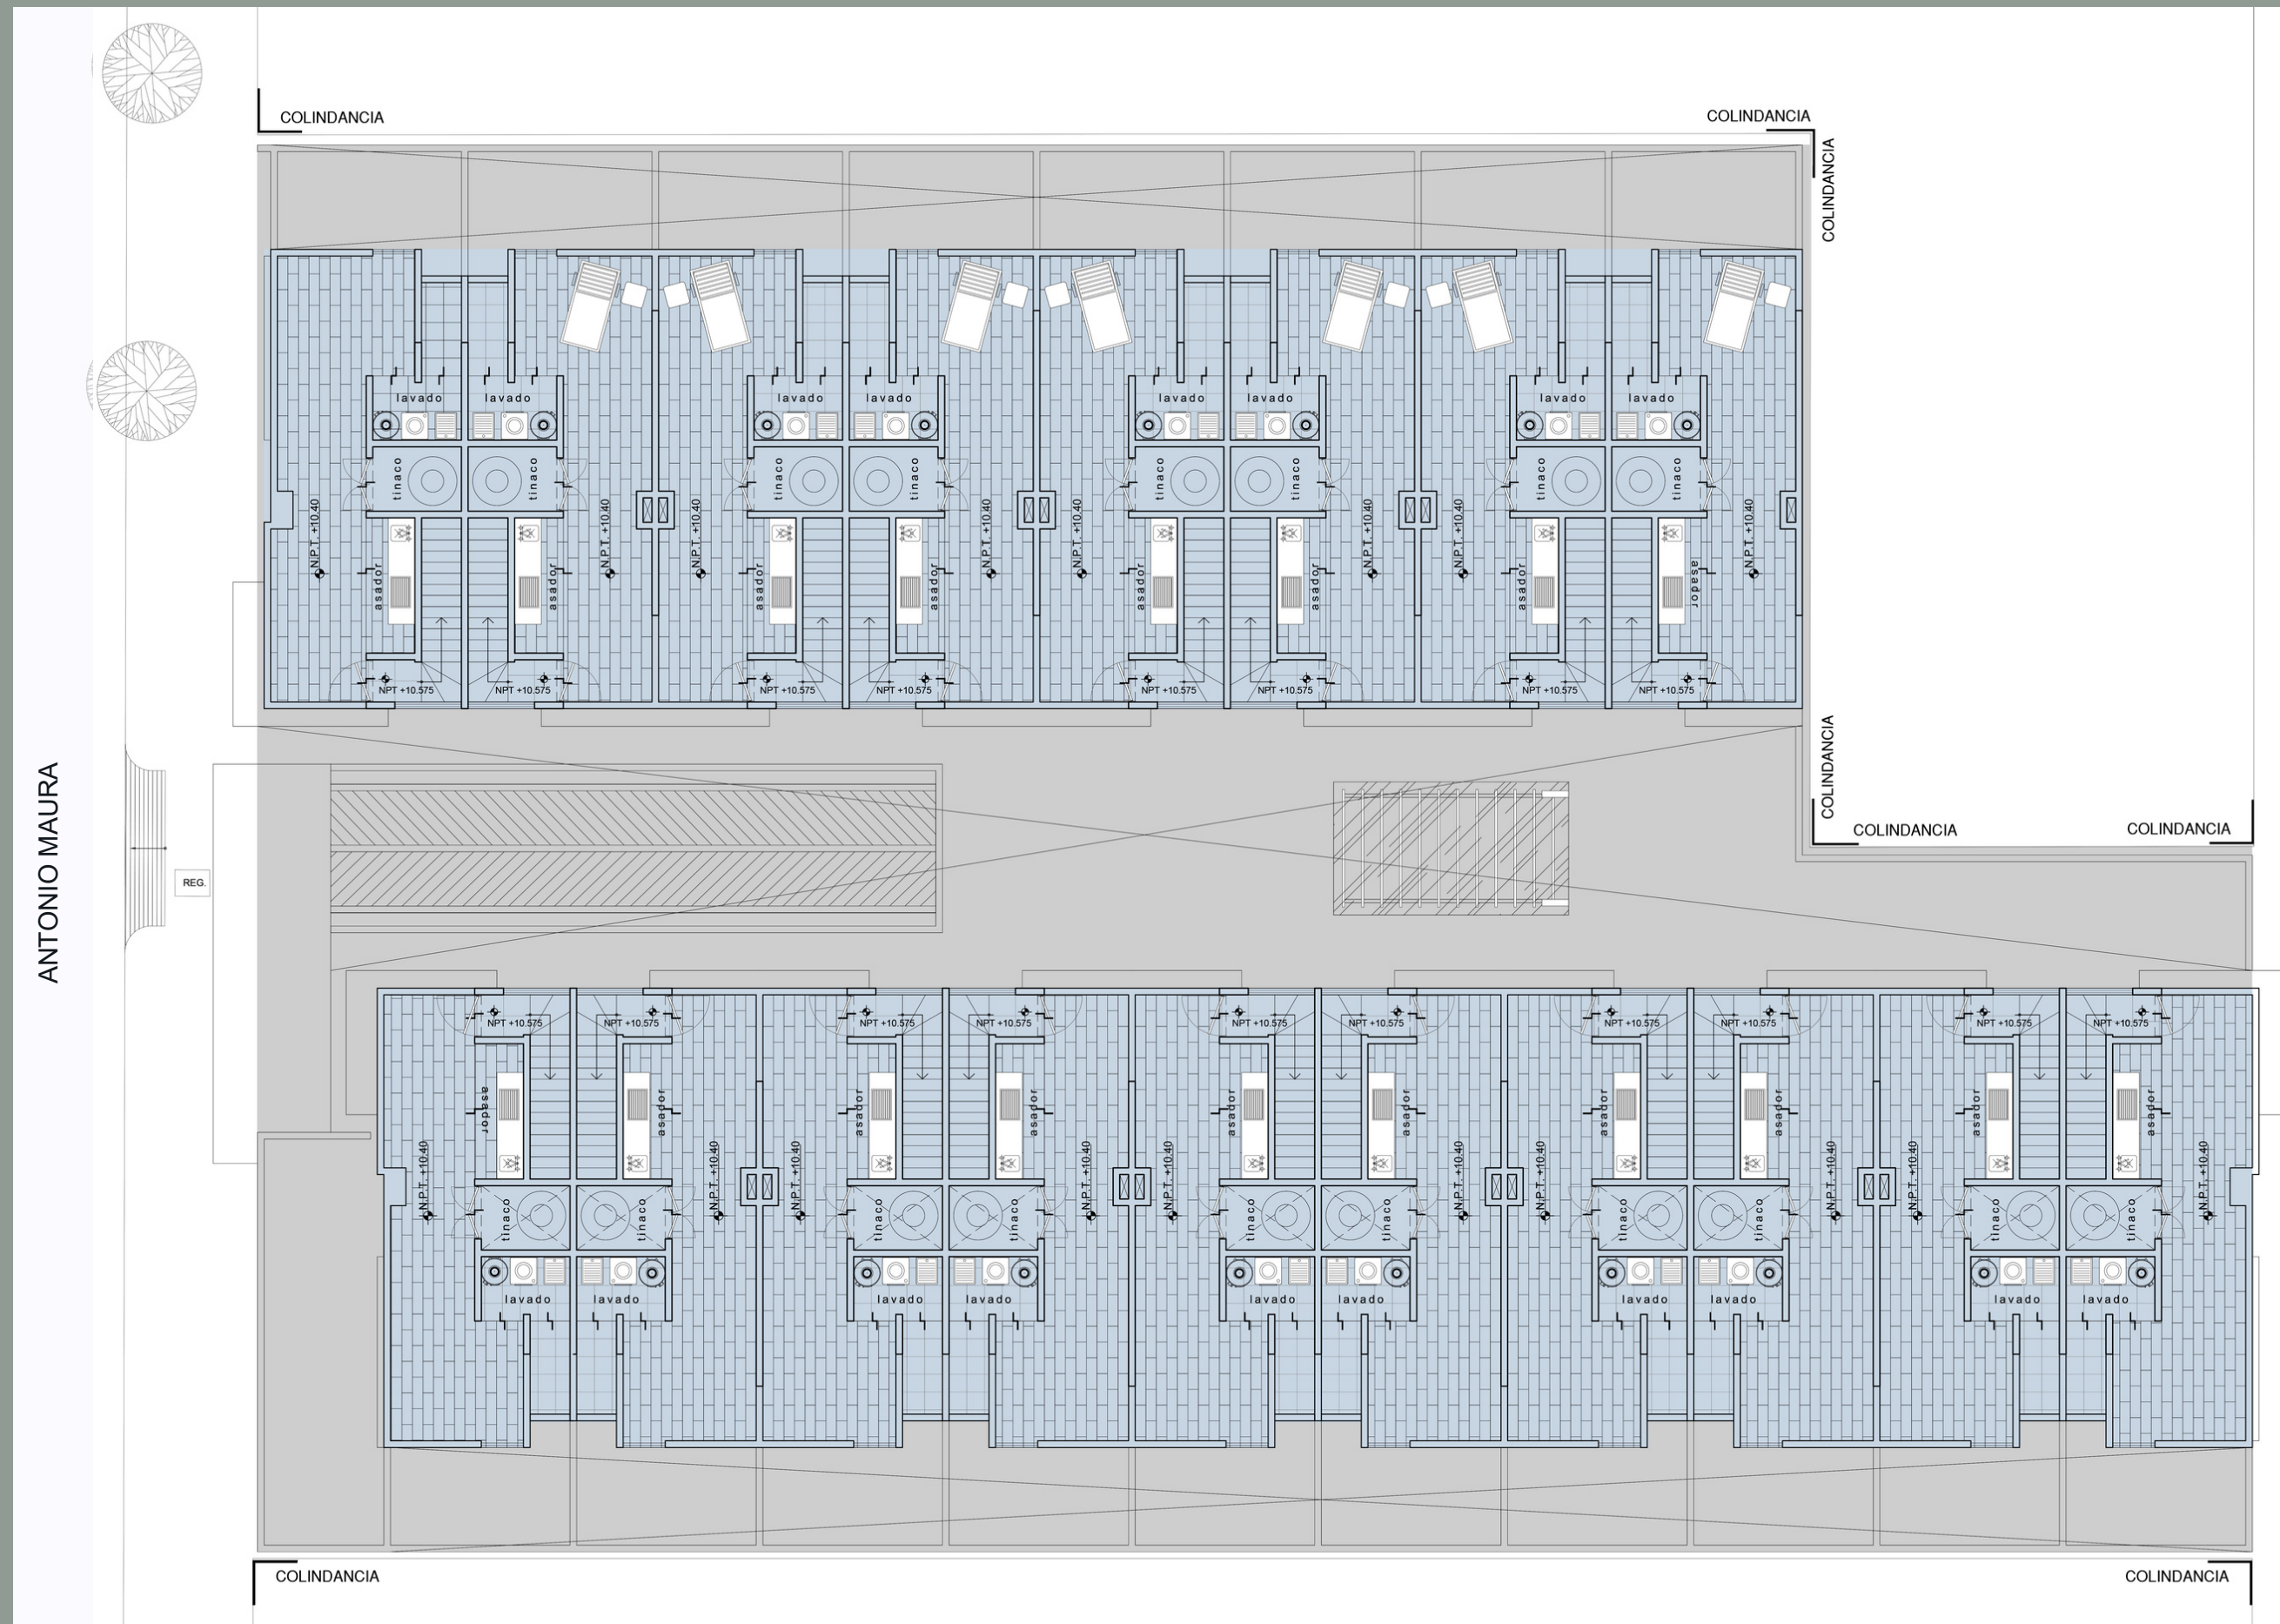 COLINDANCIA
COLINDANCIA
COLINDANCIA
lavado
lavado
lavado
lavado
lavado
lavado
lavado
lavado
tinaco
tinaco
tinaco
tinaco
tinaco
tinaco
tinaco
tinaco
N.P.T. +10.40
N.P.T. +10.40
N.P.T. +10.40
N.P.T. +10.40
N.P.T. +10.40
N.P.T. +10.40
N.P.T. +10.40
N.P.T. +10.40
asador
asador
asador
asador
asador
asador
asador
asador
NPT +10.575
NPT +10.575
NPT +10.575
NPT +10.575
NPT +10.575
NPT +10.575
NPT +10.575
NPT +10.575
COLINDANCIA
COLINDANCIA
COLINDANCIA
ANTONIO MAURA
REG.
NPT +10.575
NPT +10.575
NPT +10.575
NPT +10.575
NPT +10.575
NPT +10.575
NPT +10.575
NPT +10.575
NPT +10.575
NPT +10.575
asador
asador
asador
asador
asador
asador
asador
asador
asador
asador
N.P.T. +10.40
N.P.T. +10.40
N.P.T. +10.40
N.P.T. +10.40
N.P.T. +10.40
N.P.T. +10.40
N.P.T. +10.40
N.P.T. +10.40
N.P.T. +10.40
N.P.T. +10.40
tinaco
tinaco
tinaco
tinaco
tinaco
tinaco
tinaco
tinaco
tinaco
tinaco
lavado
lavado
lavado
lavado
lavado
lavado
lavado
lavado
lavado
lavado
COLINDANCIA
COLINDANCIA